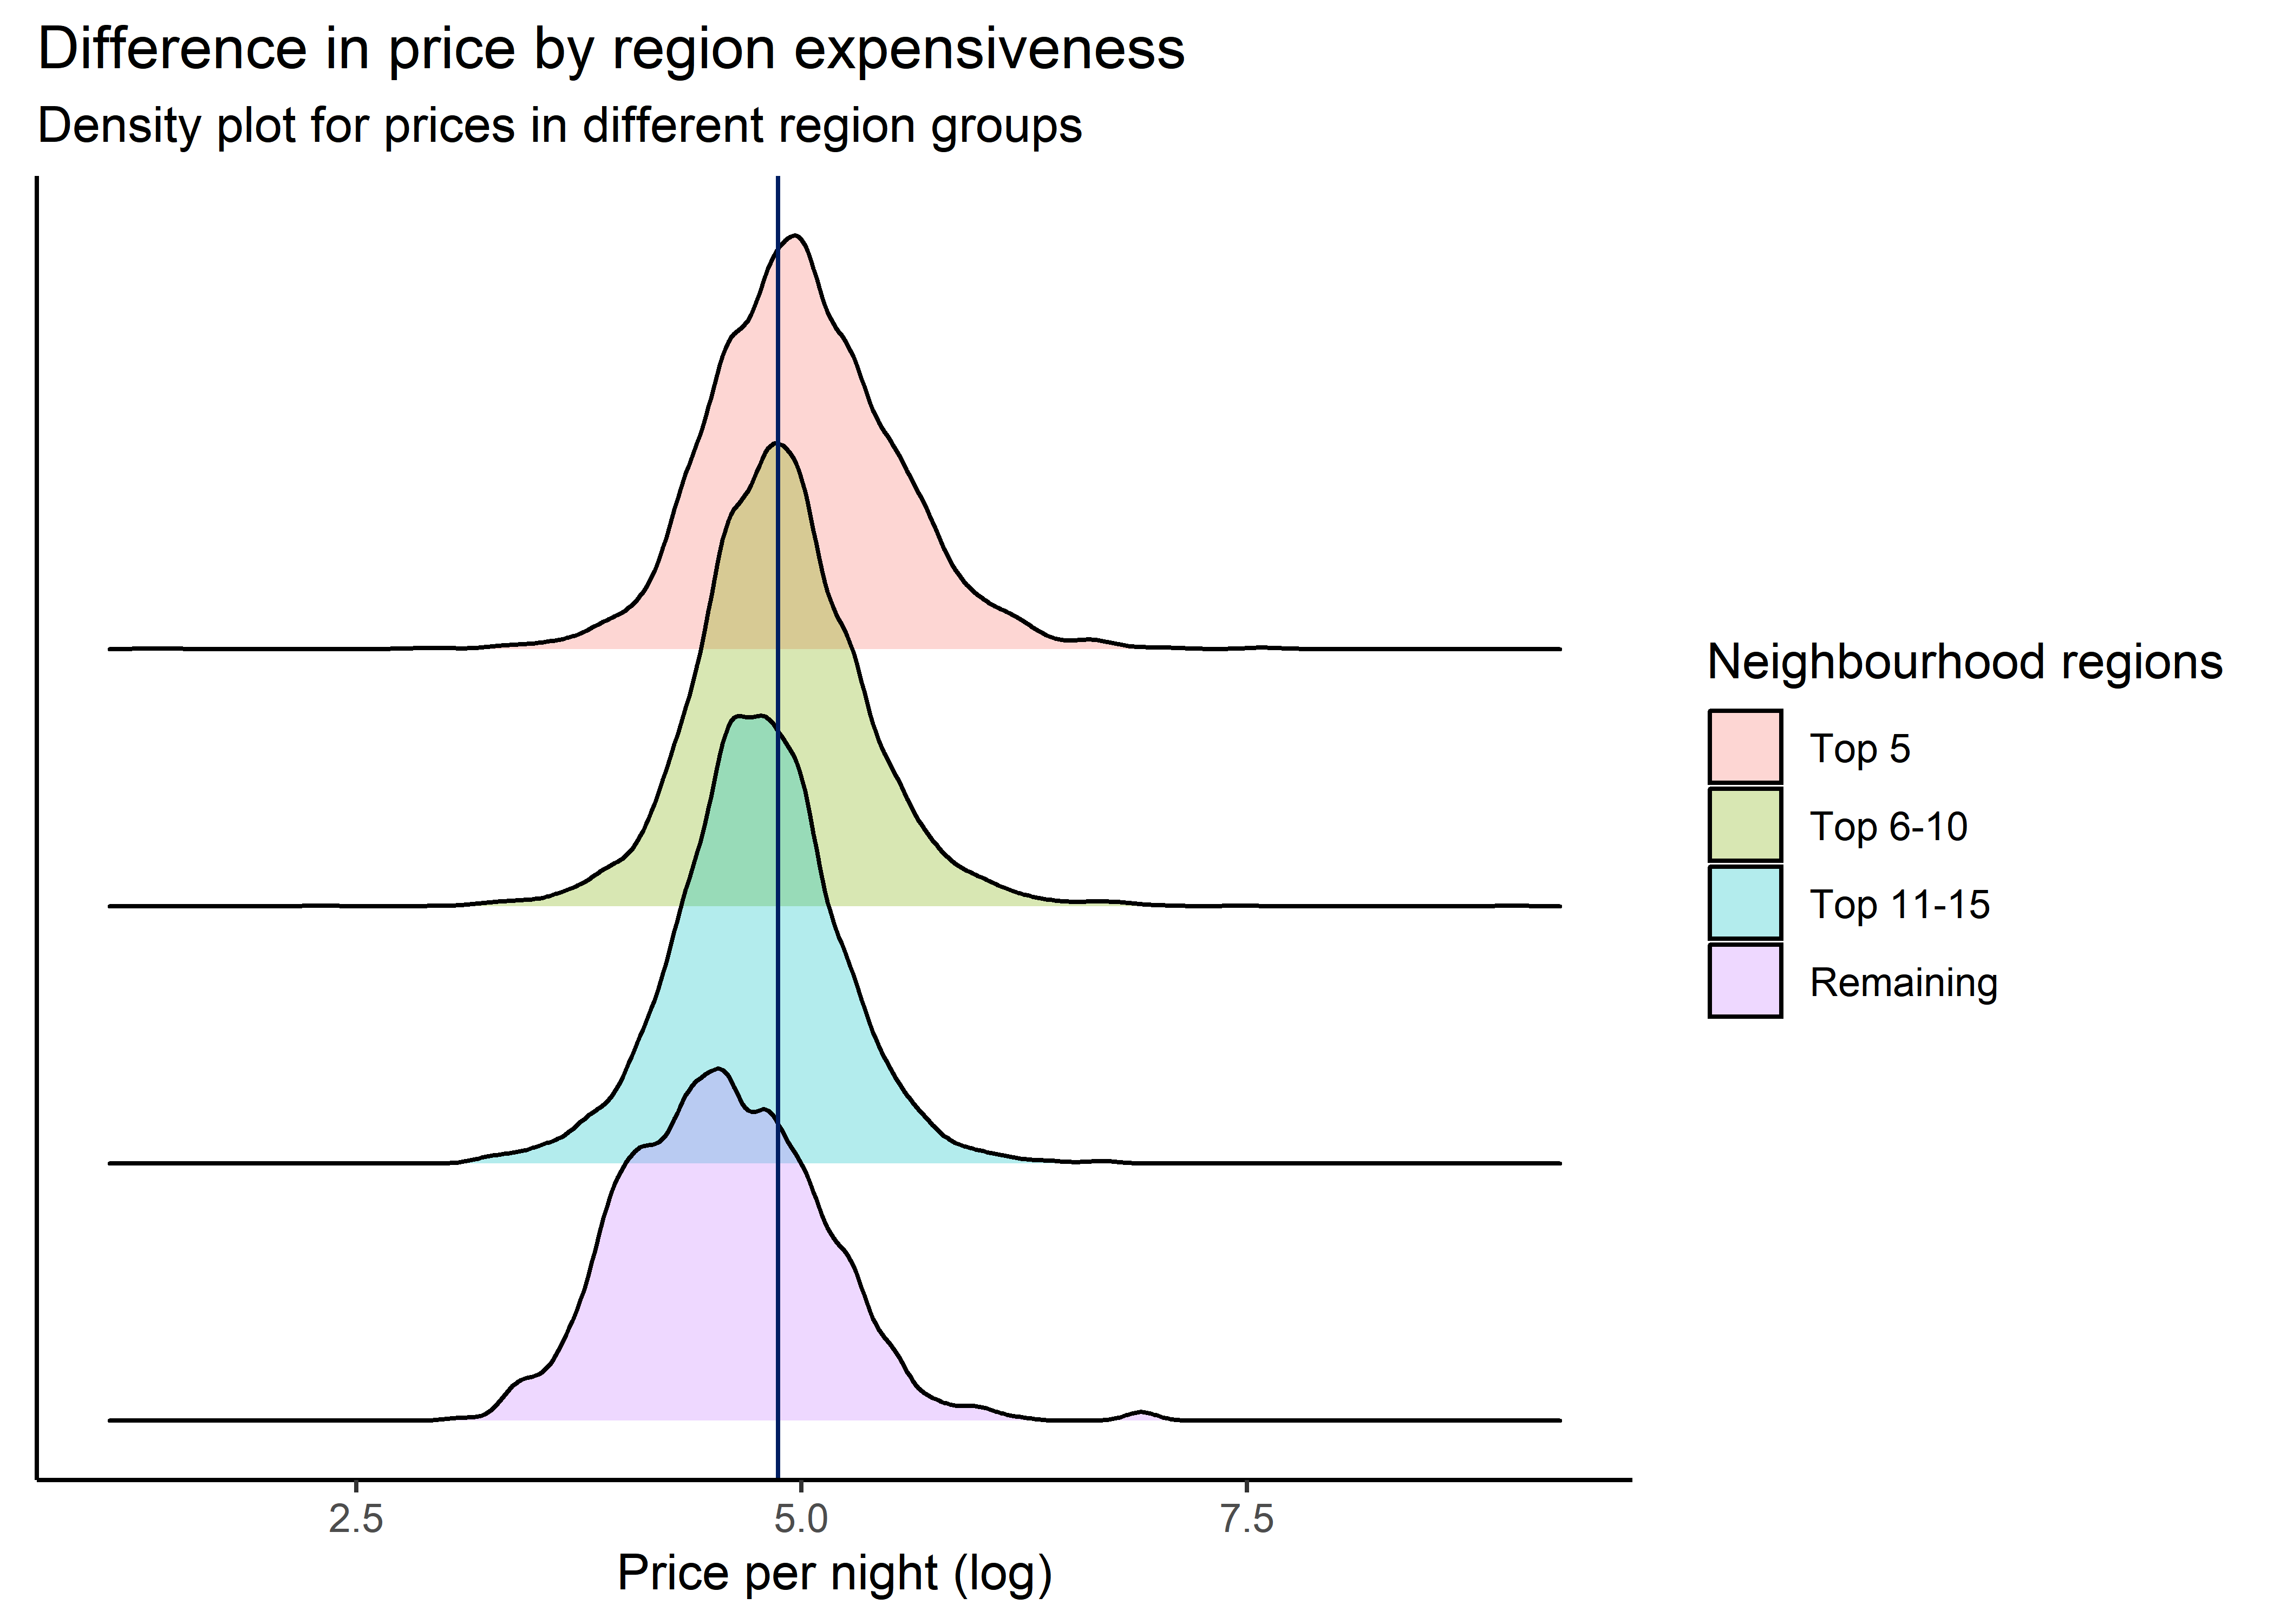 Difference in price by region expensiveness
Density plot for prices in different region groups
Neighbourhood regions
Top 5
Top 6-10
Top 11-15
Remaining
2.5 5.0 7.5
Price per night (log)